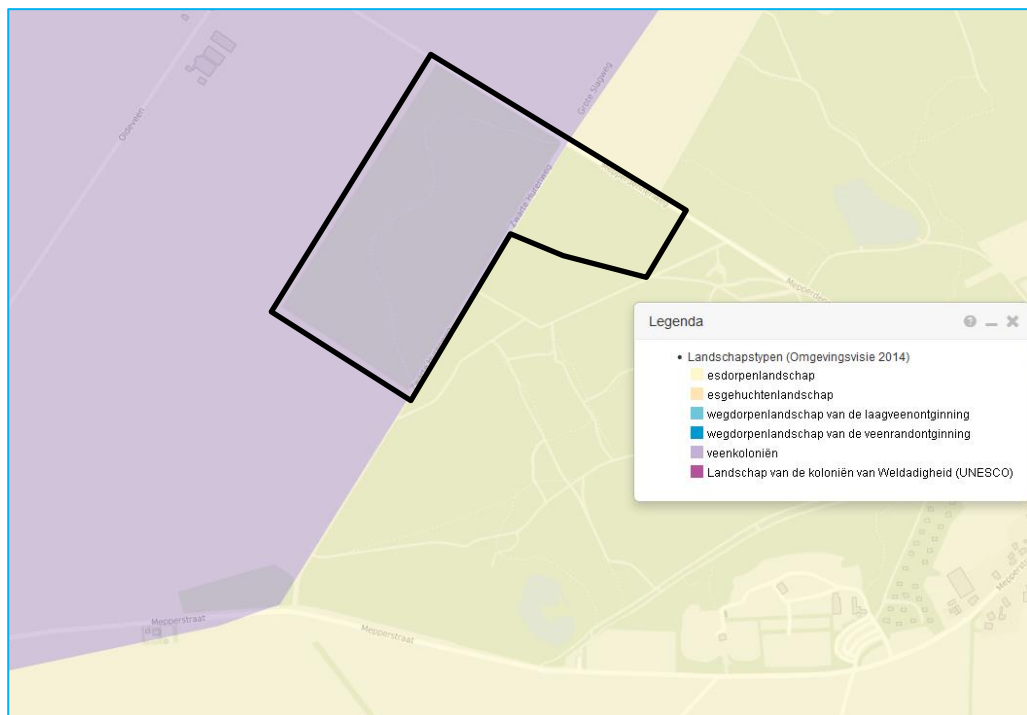 Oldeveen
Grote Slagweg
Zwarte Hurenweg
Legenda
• Landschapstypen (Omgevingsvisie 2014)
esdorpenlandschap
esgehuchtenlandschap
wegdorpenlandschap van de laagveenontginning
wegdorpenlandschap van de veenrandontginning
veenkoloniën
Landschap van de koloniën van Weldadigheid (UNESCO)
Mepperstraat
Mepperstraat